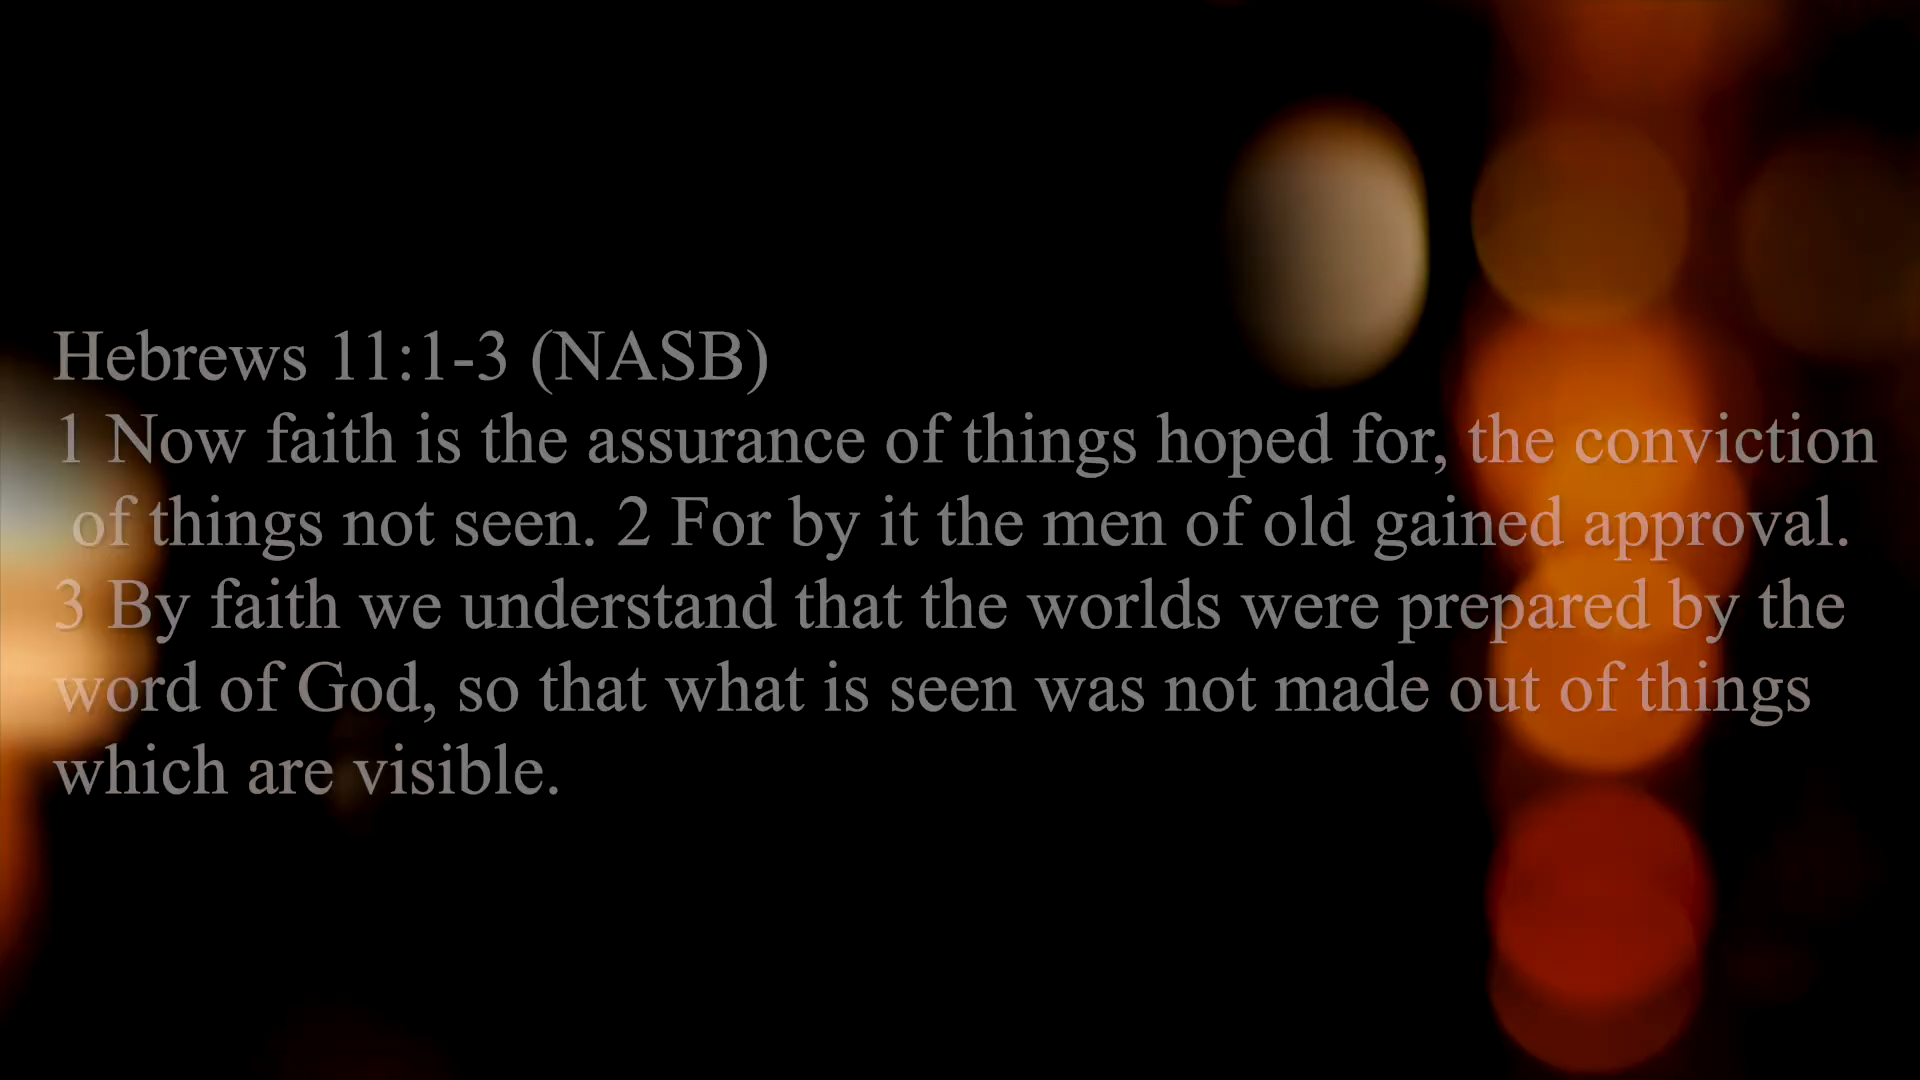 Hebrews 11:1-3 (NASB)
1 Now faith is the assurance of things hoped for, the conviction
of things not seen. 2 For by it the men of old gained approval.
3 By faith we understand that the worlds were prepared by the
word of God, so that what is seen was not made out of things
which are visible.